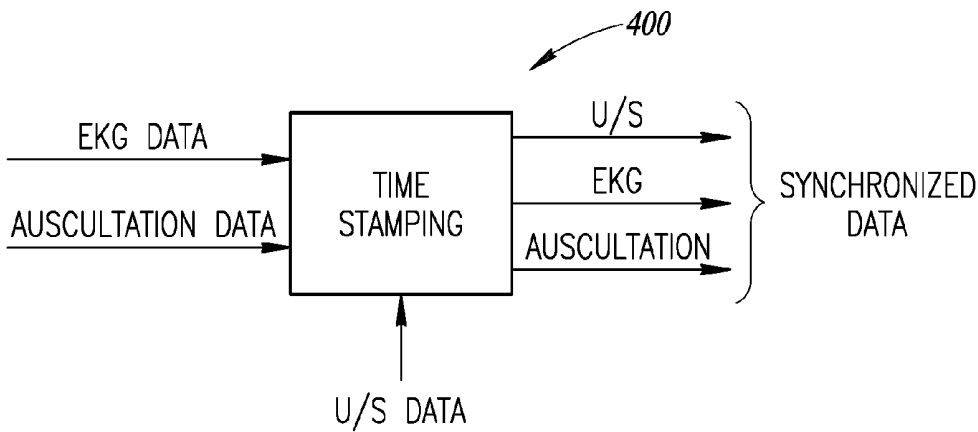 400
EKG DATA
AUSCULTATION DATA
TIME
STAMPING
U/S
EKG
AUSCULTATION
SYNCHRONIZED
DATA
U/S DATA